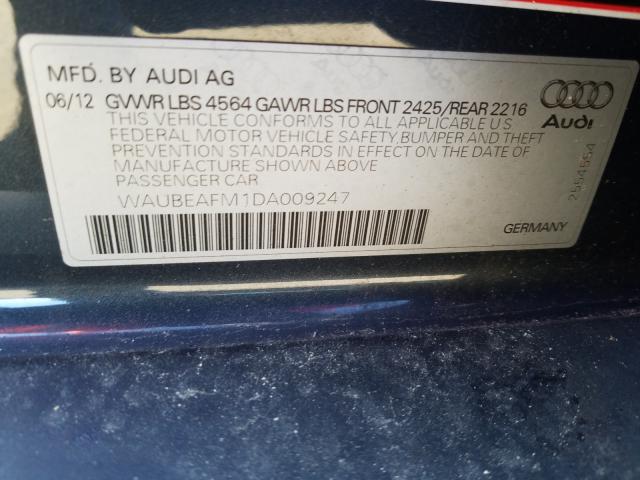 MFD. BY AUDI AG
06/12 GVWR LBS 4564 GAWR LBS FRONT 2425/REAR 2216
THIS VEHICLE CONFORMS TO ALL APPLICABLE U.S
FEDERAL MOTOR VEHICLE SAFETY,BUMPER AND THEFT
PREVENTION STANDARDS IN EFFECT ON THE DATE OF
MANUFACTURE SHOWN ABOVE
PASSENGER CAR
WAUBEAFM1DA009247
Audi
2554564
GERMANY